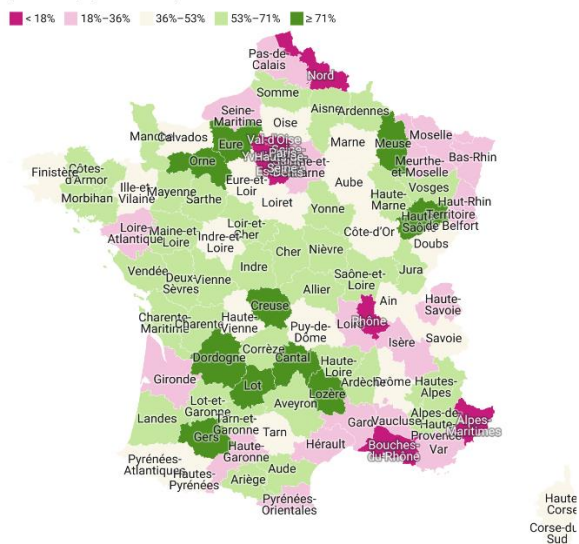 < 18% 18%–36% 36%–53% 53%–71% ≥ 71%
Pas-de-
Calais
Nord
Somme
Seine-
Maritime
Aisne
Ardennes
Oise
Manche
Calvados
Eure
Val-d'Oise
Marne
Meuse
Moselle
Meurthe-
et-
Moselle
Bas-Rhin
Orne
Finistère
Côtes-
d'Armor
Ille-et
Vilaine
Mayenne
Eure-et
Loir
Aube
Vosges
Morbihan
Sarthe
Loiret
Yonne
Haute-
Marne
Haut-Rhin
Territoire
de Belfort
Loire-
Atlantique
Maine-et
Loire
Loir-et
Cher
Indre-et
Loire
Côte-d'Or
Doubs
Cher
Nièvre
Vendée
Deux-
Sèvres
Vienne
Indre
Allier
Saône-et
Loire
Jura
Charente-
Maritime
Charente
Haute-
Vienne
Creuse
Puy-de-
Dôme
Loire
Rhône
Ain
Haute-
Savoie
Savoie
Isère
Corrèze
Cantal
Haute-
Loire
Dordogne
Gironde
Lot
Lozère
Ardèche
Drôme
Hautes-
Alpes
Lot-et
Garonne
Aveyron
Landes
Tarn-et
Garonne
Gers
Tarn
Gard
Vaucluse
Alpes-de-
Haute-
Provence
Alpes-
Maritimes
Haute-
Garonne
Hérault
Bouches-
du-Rhône
Var
Pyrénées-
Atlantiques
Hautes-
Pyrénées
Ariège
Aude
Pyrénées-
Orientales
Haute
Corse
Corse-du
Sud